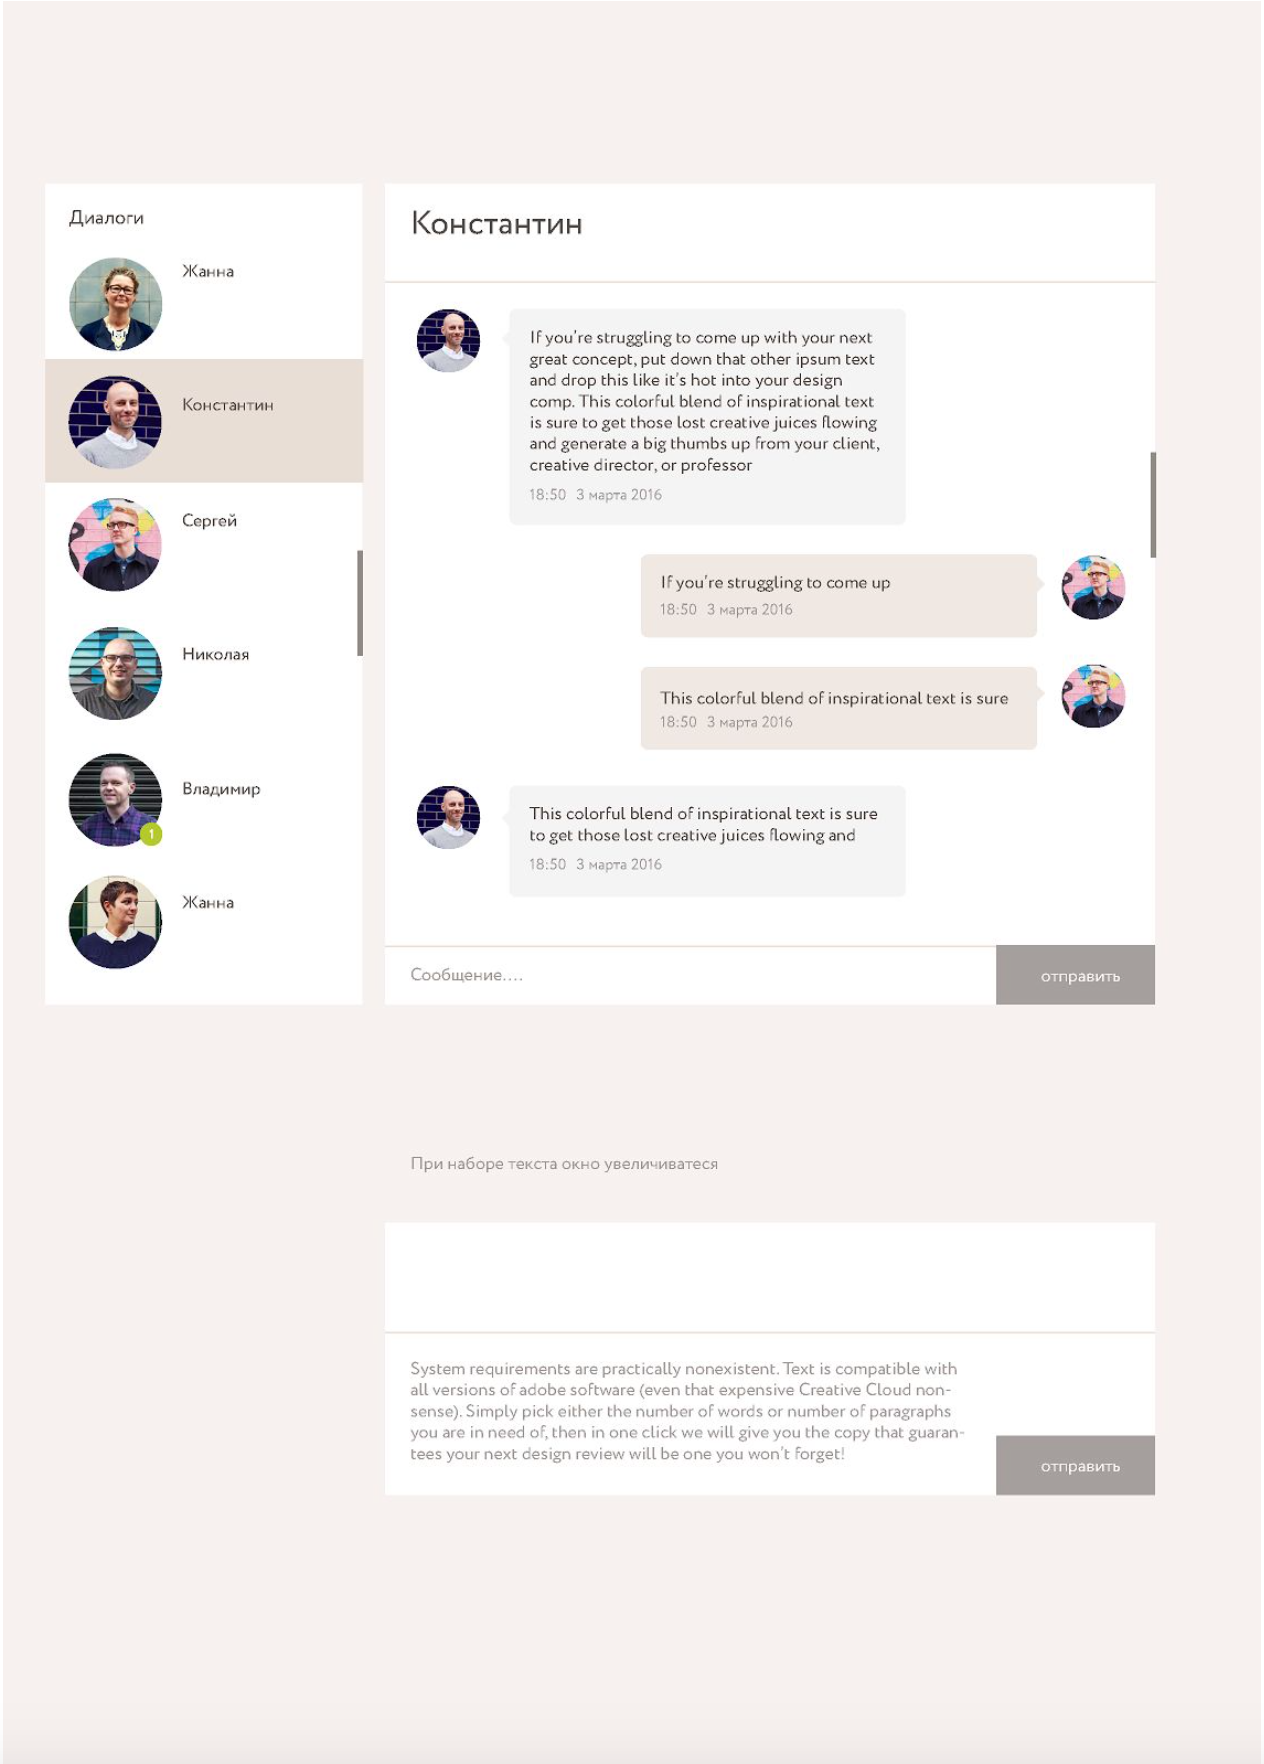 Диалоги
Жанна
Константин
Сергей
Николая
Владимир
1
Жанна
Константин
If you're struggling to come up with your next
great concept, put down that other ipsum text
and drop this like it's hot into your design
comp. This colorful blend of inspirational text
is sure to get those lost creative juices flowing
and generate a big thumbs up from your client,
creative director, or professor
18:50 3 марта 2016
If you're struggling to come up
18:50 3 марта 2016
This colorful blend of inspirational text is sure
18:50 3 марта 2016
This colorful blend of inspirational text is sure
to get those lost creative juices flowing and
18:50 3 марта 2016
Сообщение....
отправить
При наборе текста окно увеличиватеся
System requirements are practically nonexistent. Text is compatible with
all versions of adobe software (even that expensive Creative Cloud non-
sense). Simply pick either the number of words or number of paragraphs
you are in need of, then in one click we will give you the copy that guaran-
tees your next design review will be one you won't forget!
отправить